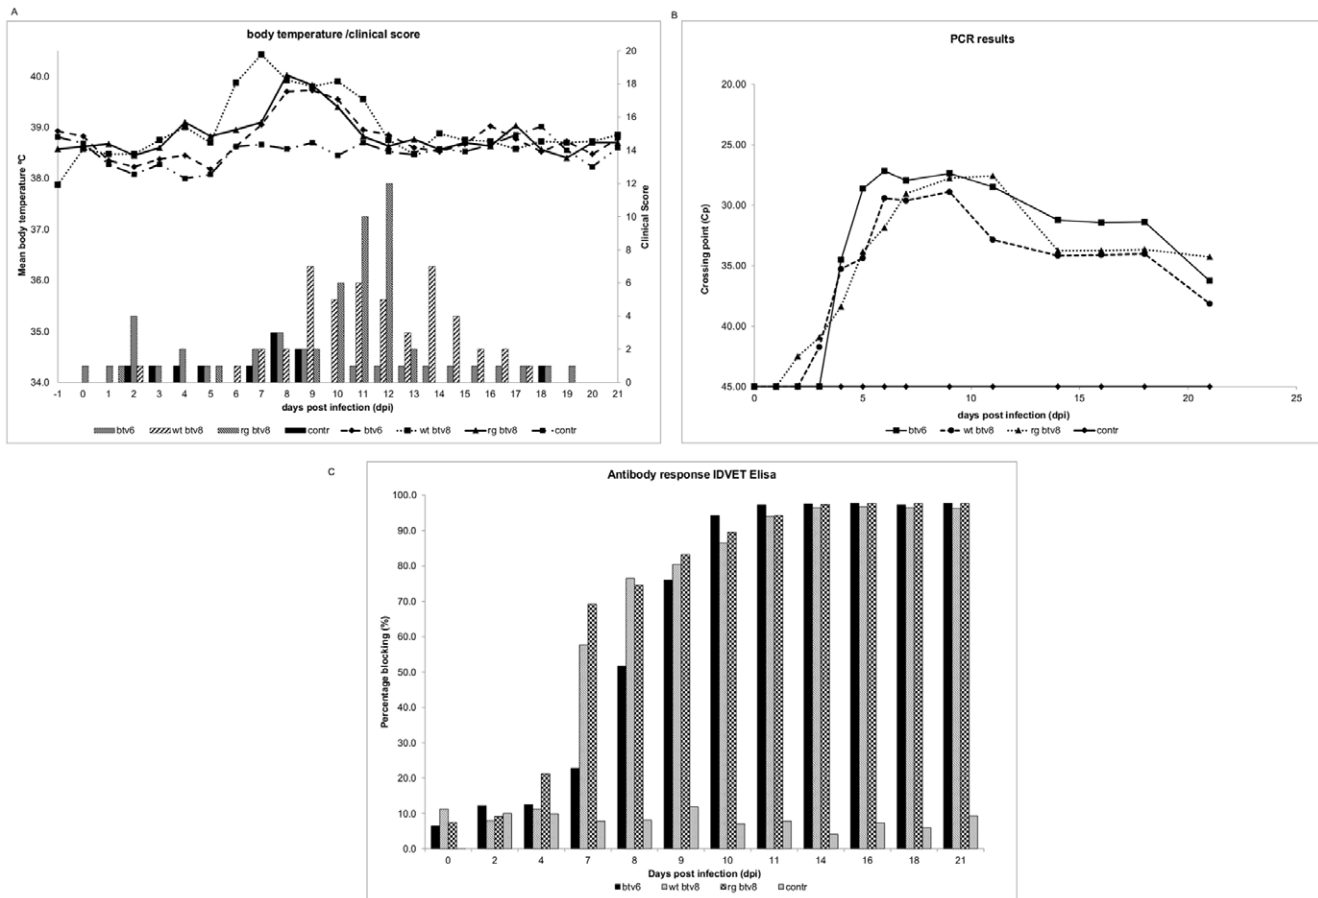 A
body temperature /clinical score
Mean body temperature ºC
40.0
39.0
38.0
37.0
36.0
35.0
34.0
20
18
16
14
12
10
8
6
4
2
0
Clinical Score
-1 0 1 2 3 4 5 6 7 8 9 10 11 12 13 14 15 16 17 18 19 20 21
days post infection (dpi)
btv6 wt btv8 rg btv8 contr btv6 wt btv8 rg btv8 contr
B
PCR results
Crossing point (Cp)
20.00
25.00
30.00
35.00
40.00
45.00
0 5 10 15 20 25
days post infection (dpi)
btv6 wt btv8 rg btv8 contr
C
Antibody response IDVET Elisa
Percentage blocking (%)
100.0
90.0
80.0
70.0
60.0
50.0
40.0
30.0
20.0
10.0
0.0
0 2 4 7 8 9 10 11 14 16 18 21
Days post infection (dpi)
btv6 wt btv8 rg btv8 contr